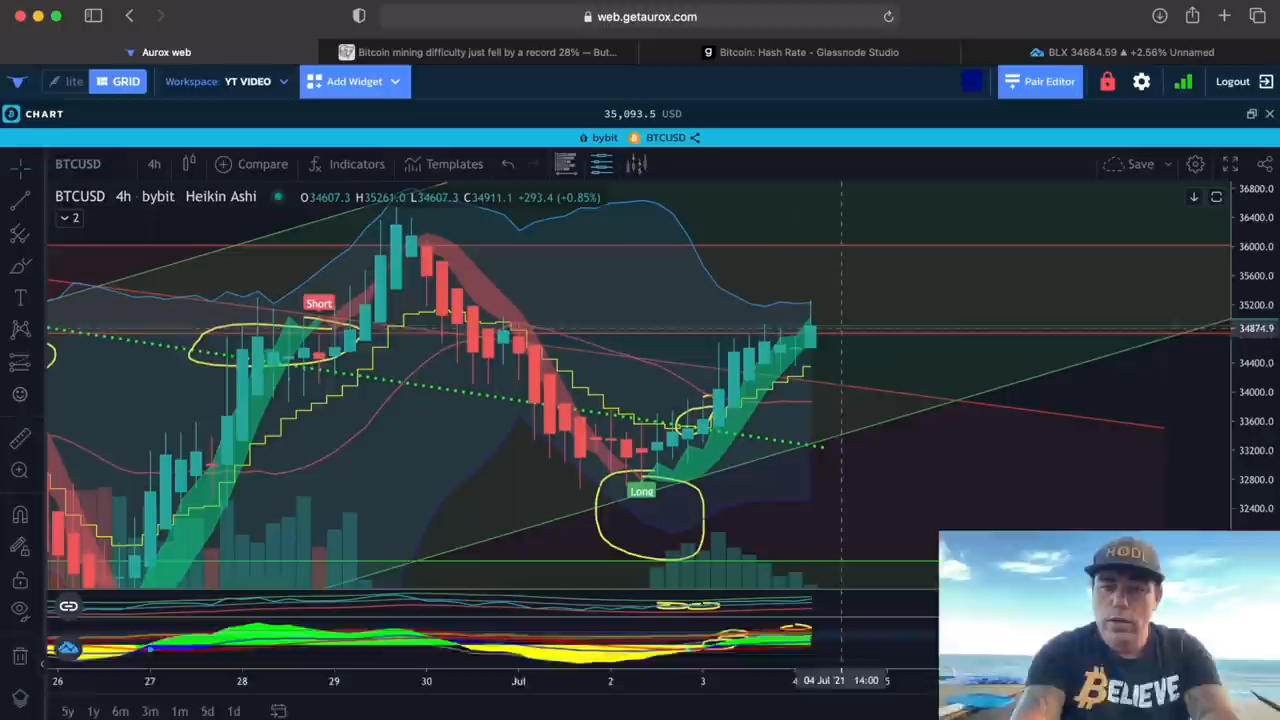 web.getaurox.com
Aurox web
Bitcoin mining difficulty just fell by a record 28% — But...
g Bitcoin: Hash Rate - Glassnode Studio
BLX 34684.59 ▲ +2.56% Unnamed
lite GRID Workspace: YT VIDEO Add Widget Pair Editor Logout
CHART 35,093.5 USD
bybit BTCUSD
BTCUSD 4h Compare Indicators Templates Save
BTCUSD 4h bybit Heikin Ashi O34607.3 H35261.0 L34607.3 C34911.1 +293.4 (+0.85%)
2
36800.0
36400.0
36000.0
35600.0
35200.0
34874.9
34400.0
34000.0
33600.0
33200.0
32800.0
32400.0
Short
Long
26 27 28 29 30 Jul 2 3 4 04 Jul '21 14:00 5
5y 1y 6m 3m 1m 5d 1d
HODL
BELIEVE